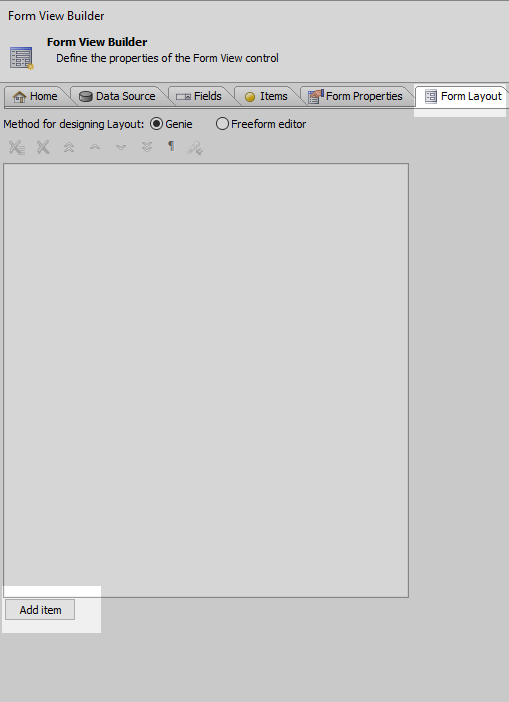 Form View Builder
Form View Builder
Define the properties of the Form View control
Home Data Source Fields Items Form Properties Form Layout
Method for designing Layout: Genie Freeform editor
Add item